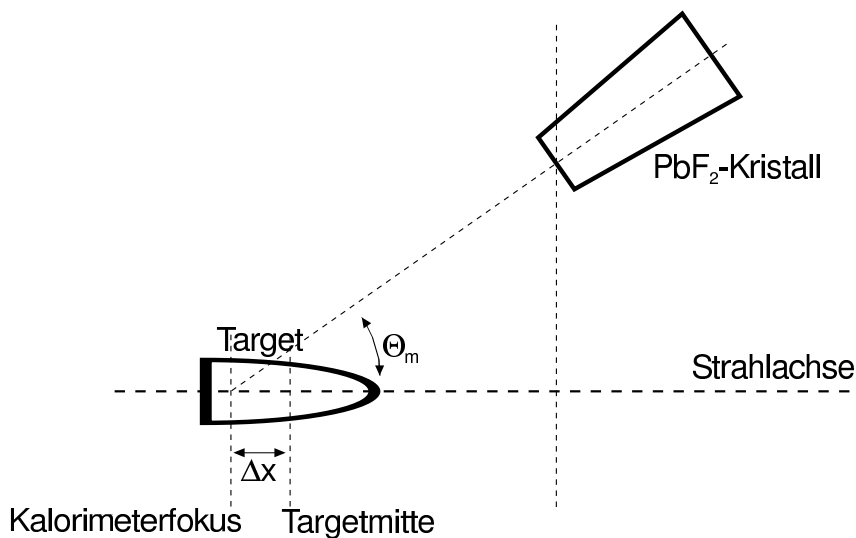 PbF₂-Kristall
Target
Θₘ
Strahlachse
Δx
Kalorimeterfokus
Targetmitte